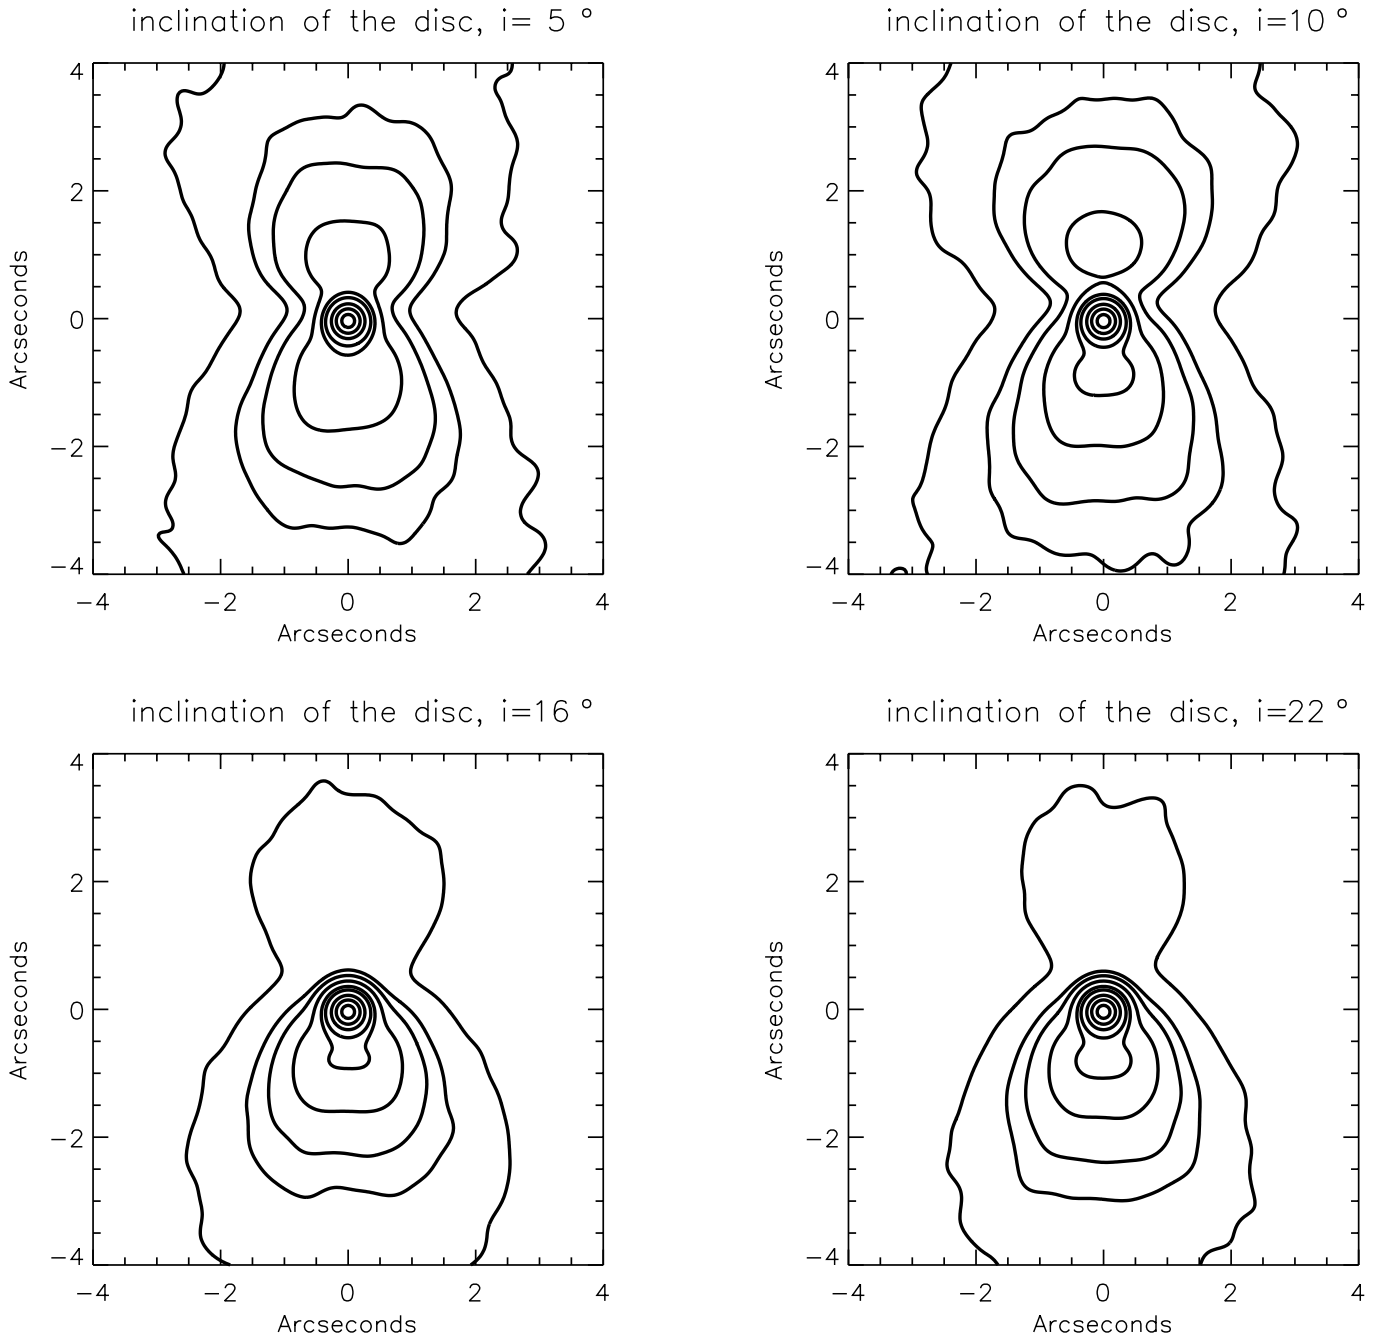 inclination of the disc, i= 5 °
4
2
0
−2
−4
Arcseconds
−4 −2 0 2 4
Arcseconds
inclination of the disc, i=10 °
4
2
0
−2
−4
Arcseconds
−4 −2 0 2 4
Arcseconds
inclination of the disc, i=16 °
4
2
0
−2
−4
Arcseconds
−4 −2 0 2 4
Arcseconds
inclination of the disc, i=22 °
4
2
0
−2
−4
Arcseconds
−4 −2 0 2 4
Arcseconds